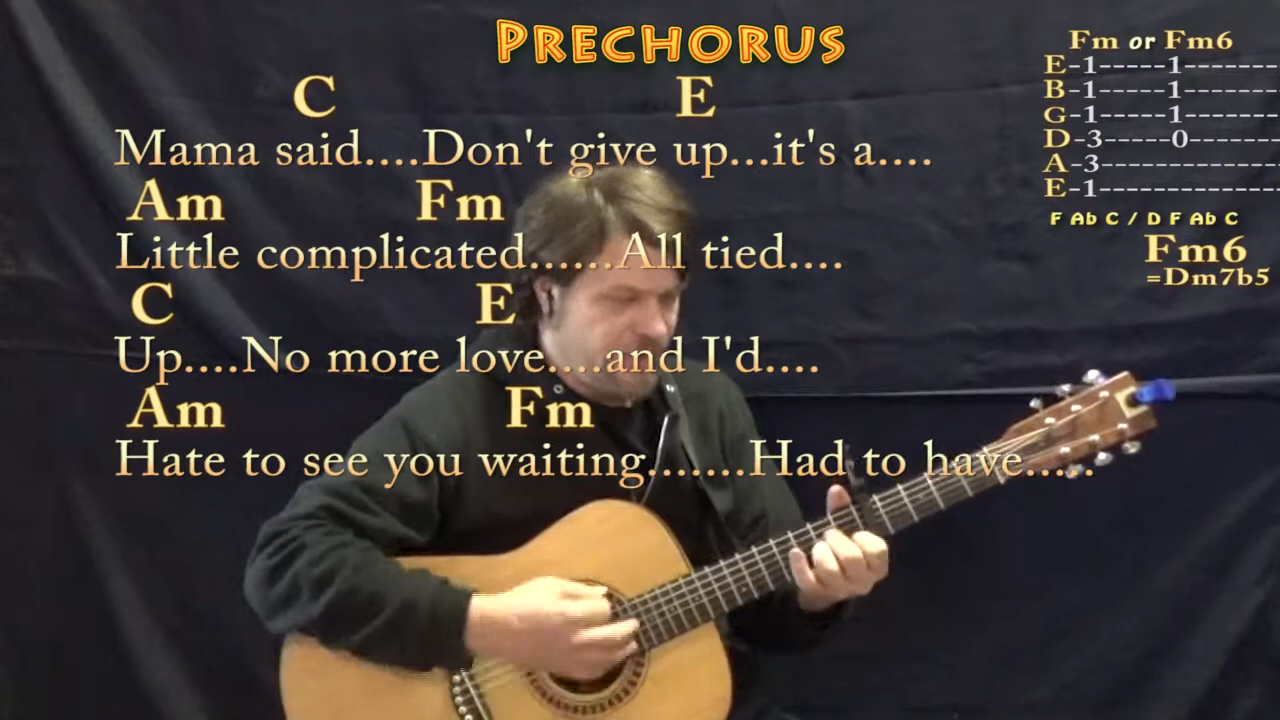 PRECHORUS
C E
Mama said....Don't give up...it's a....
Am Fm
Little complicated......All tied....
C E
Up....No more love....and I'd....
Am Fm
Hate to see you waiting.......Had to have.....
Fm or Fm6
E-1-----1-------
B-1-----1-------
G-1-----1-------
D-3-----0-------
A-3-------------
E-1-------------
F Ab C / D F Ab C
Fm6
=Dm7b5